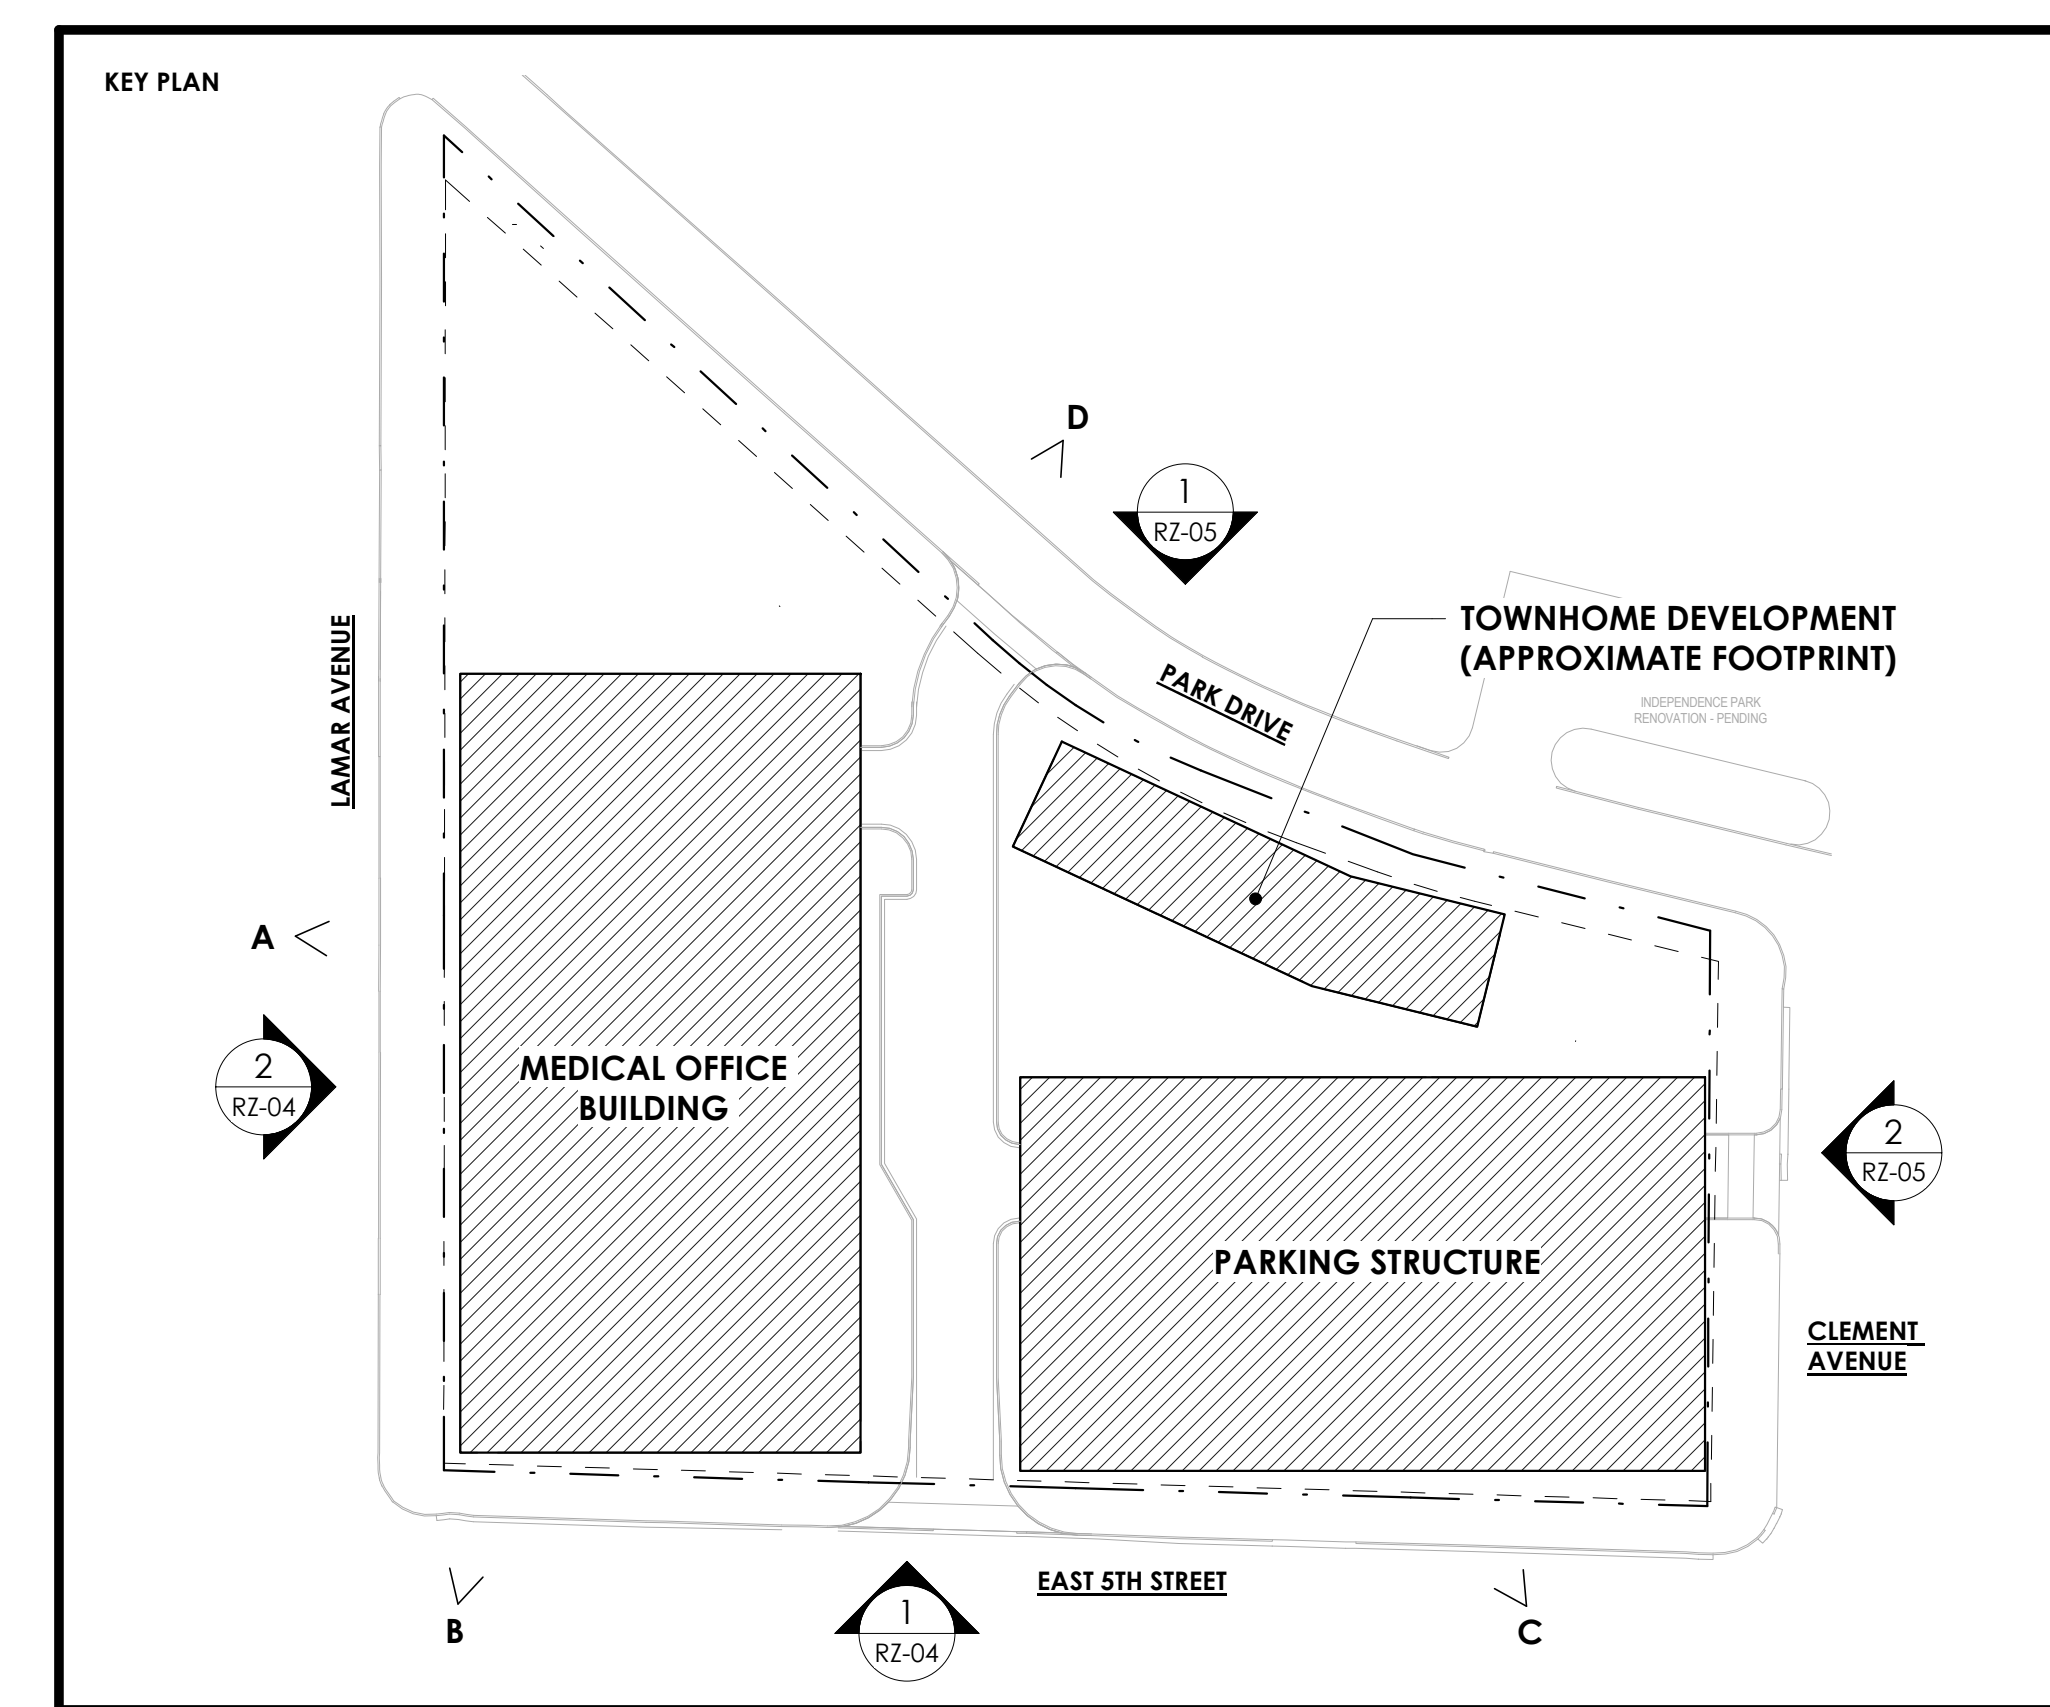 KEY PLAN
D
1
RZ-05
TOWNHOME DEVELOPMENT
(APPROXIMATE FOOTPRINT)
INDEPENDENCE PARK
RENOVATION - PENDING
PARK DRIVE
LAMAR AVENUE
A
2
RZ-04
MEDICAL OFFICE
BUILDING
2
RZ-05
PARKING STRUCTURE
CLEMENT
AVENUE
EAST 5TH STREET
B
1
RZ-04
C